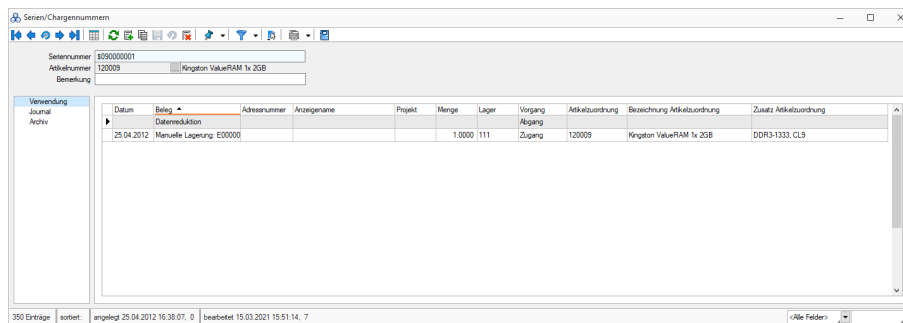 Serien/Chargennummern
Seriennummer $090000001
Artikelnummer 120009 ... Kingston ValueRAM 1x 2GB
Bemerkung
Verwendung
Journal
Archiv
Datum Beleg Adressnummer Anzeigename Projekt Menge Lager Vorgang Artikelzuordnung Bezeichnung Artikelzuordnung Zusatz Artikelzuordnung
Datenreduktion Abgang
25.04.2012 Manuelle Lagerung: E00000 1.0000 111 Zugang 120009 Kingston ValueRAM 1x 2GB DDR3-1333, CL9
350 Einträge sortiert: angelegt 25.04.2012 16:38:07, 0 bearbeitet 15.03.2021 15:51:14, 7 <Alle Felder>